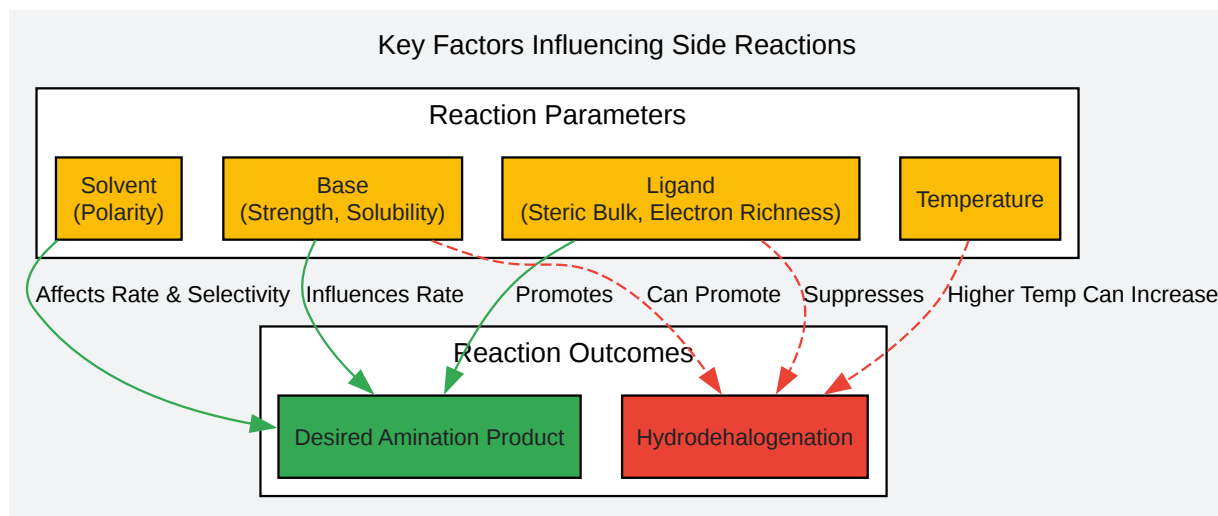 Key Factors Influencing Side Reactions
Reaction Parameters
Solvent
(Polarity)
Base
(Strength, Solubility)
Ligand
(Steric Bulk, Electron Richness)
Temperature
Affects Rate & Selectivity
Influences Rate
Promotes
Can Promote
Suppresses
Higher Temp Can Increase
Reaction Outcomes
Desired Amination Product
Hydrodehalogenation